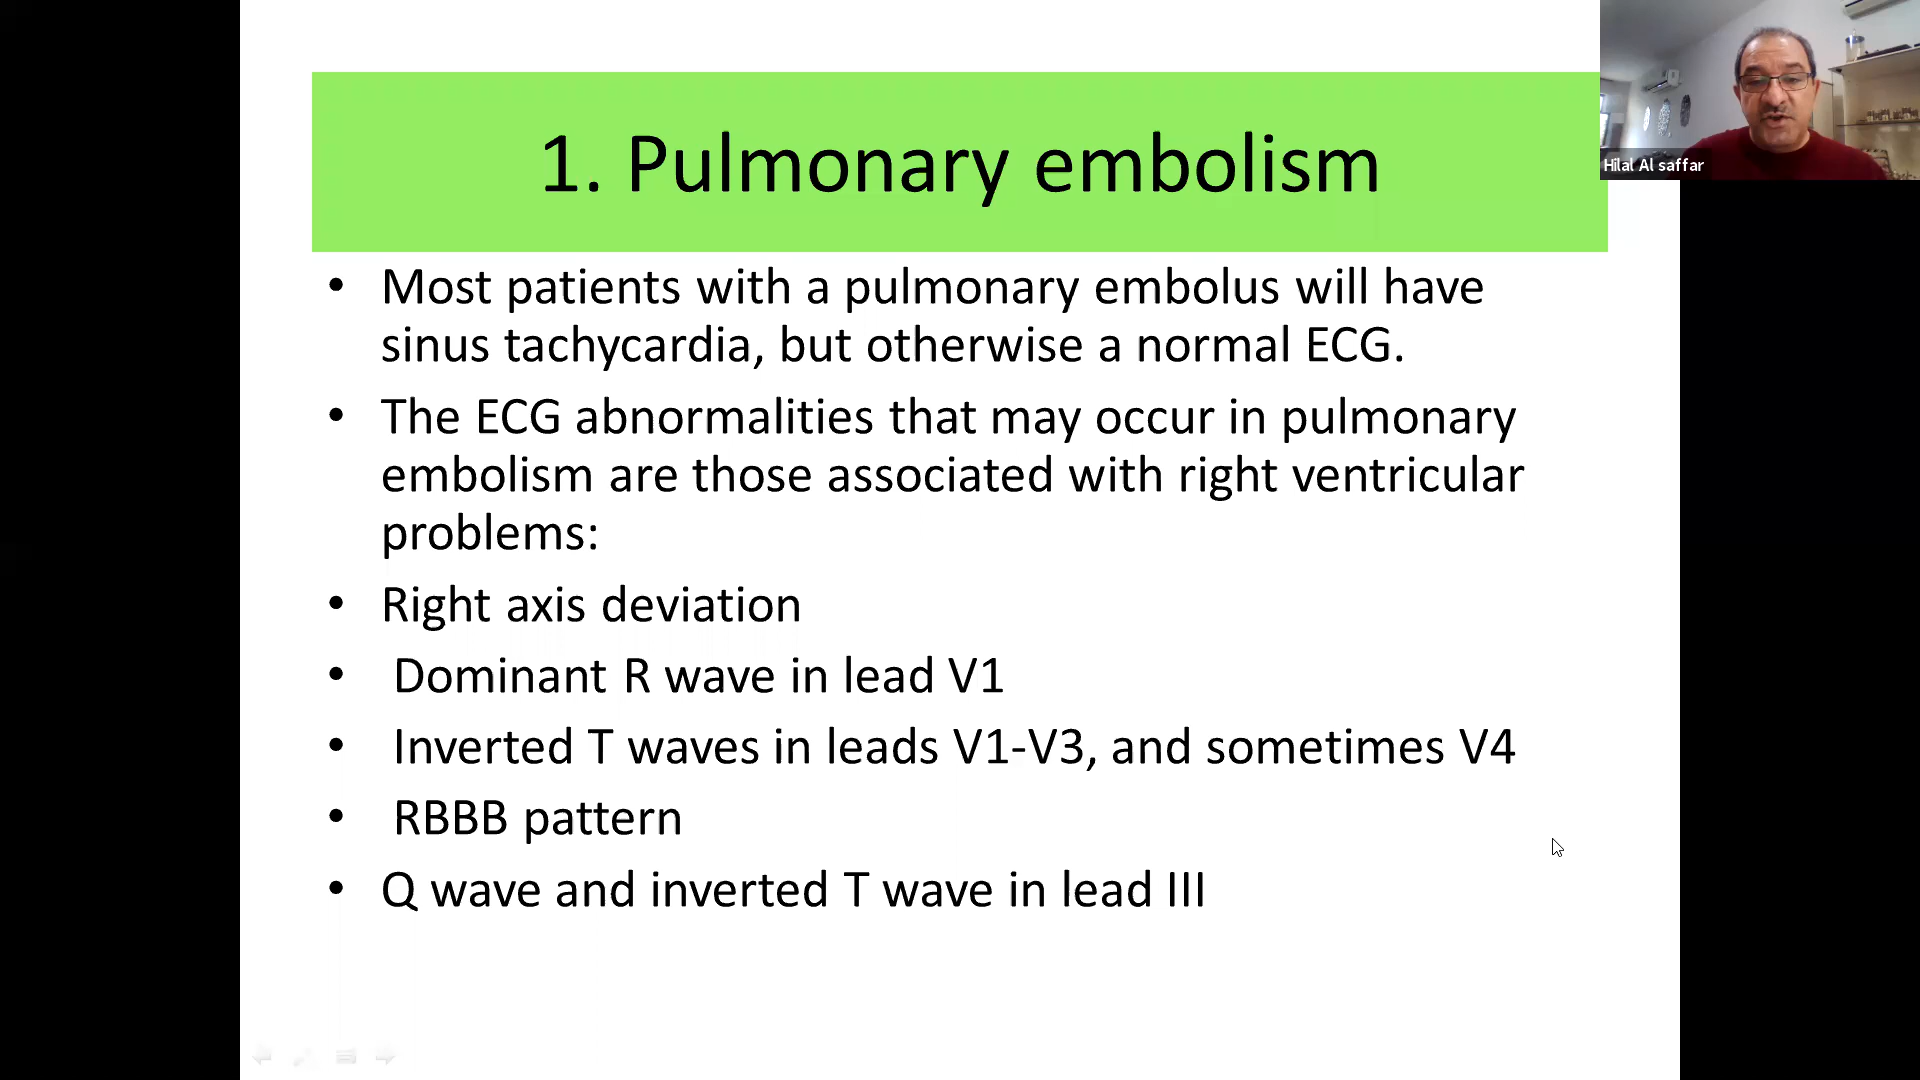 1. Pulmonary embolism
Hilal Al saffar
• Most patients with a pulmonary embolus will have
sinus tachycardia, but otherwise a normal ECG.
• The ECG abnormalities that may occur in pulmonary
embolism are those associated with right ventricular
problems:
• Right axis deviation
• Dominant R wave in lead V1
• Inverted T waves in leads V1-V3, and sometimes V4
• RBBB pattern
• Q wave and inverted T wave in lead III